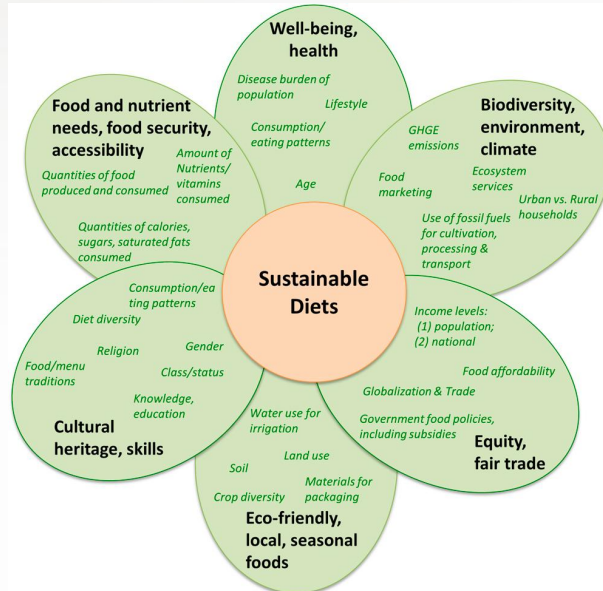 Well-being,
health
Disease burden of
population
Lifestyle
Consumption/
eating patterns
Age
Biodiversity,
environment,
climate
GHGE
emissions
Ecosystem
services
Food
marketing
Urban vs. Rural
households
Use of fossil fuels
for cultivation,
processing &
transport
Income levels:
(1) population;
(2) national
Food affordability
Globalization & Trade
Government food policies,
including subsidies
Equity,
fair trade
Water use for
irrigation
Land use
Soil
Materials for
packaging
Crop diversity
Eco-friendly,
local, seasonal
foods
Consumption/ea
ting patterns
Diet diversity
Religion
Gender
Food/menu
traditions
Class/status
Knowledge,
education
Cultural
heritage, skills
Food and nutrient
needs, food security,
accessibility
Amount of
Nutrients/
vitamins
consumed
Quantities of food
produced and consumed
Quantities of calories,
sugars, saturated fats
consumed
Sustainable
Diets